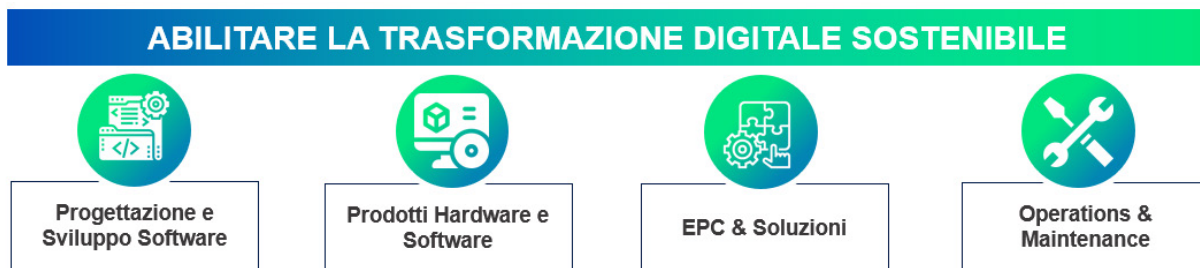 ABILITARE LA TRASFORMAZIONE DIGITALE SOSTENIBILE
Progettazione e
Sviluppo Software
Prodotti Hardware e
Software
EPC & Soluzioni
Operations &
Maintenance